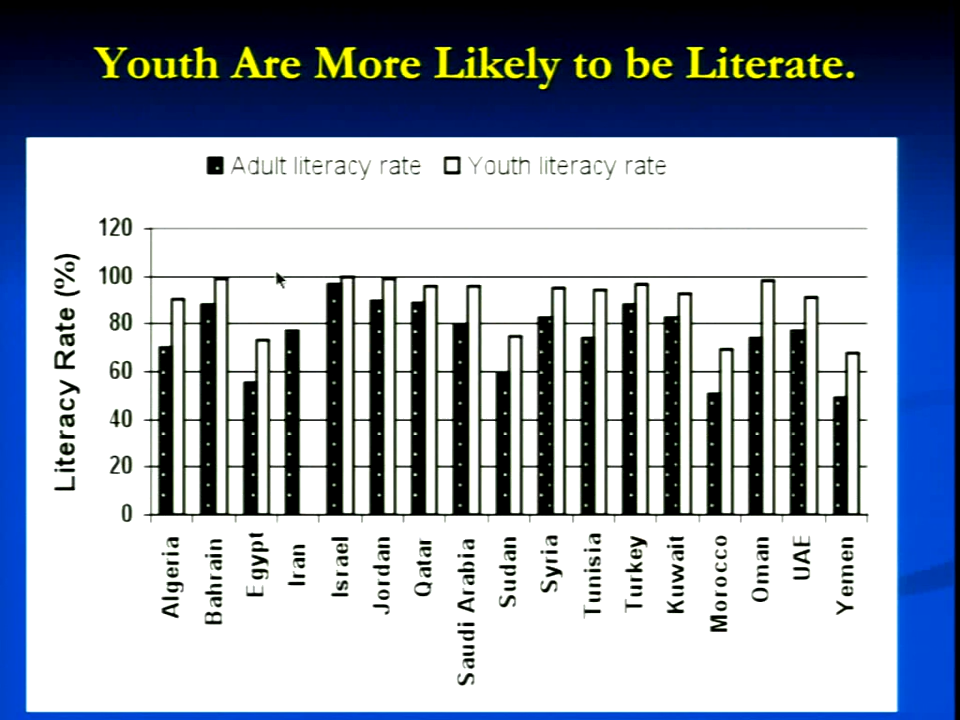 Youth Are More Likely to be Literate.
Adult literacy rate Youth literacy rate
Literacy Rate (%)
120
100
80
60
40
20
0
Algeria
Bahrain
Egypt
Iran
Israel
Jordan
Qatar
Saudi Arabia
Sudan
Syria
Tunisia
Turkey
Kuwait
Morocco
Oman
UAE
Yemen